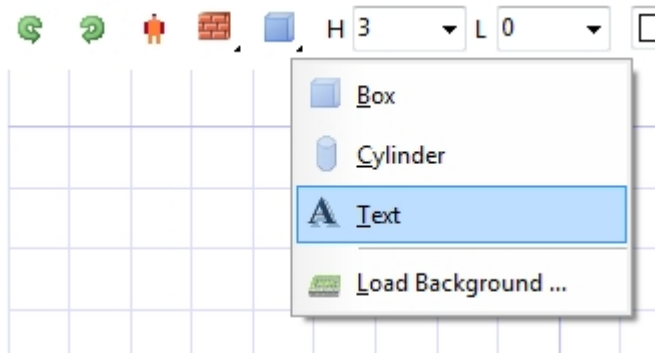 H 3 L 0
Box
Cylinder
A Text
Load Background ...